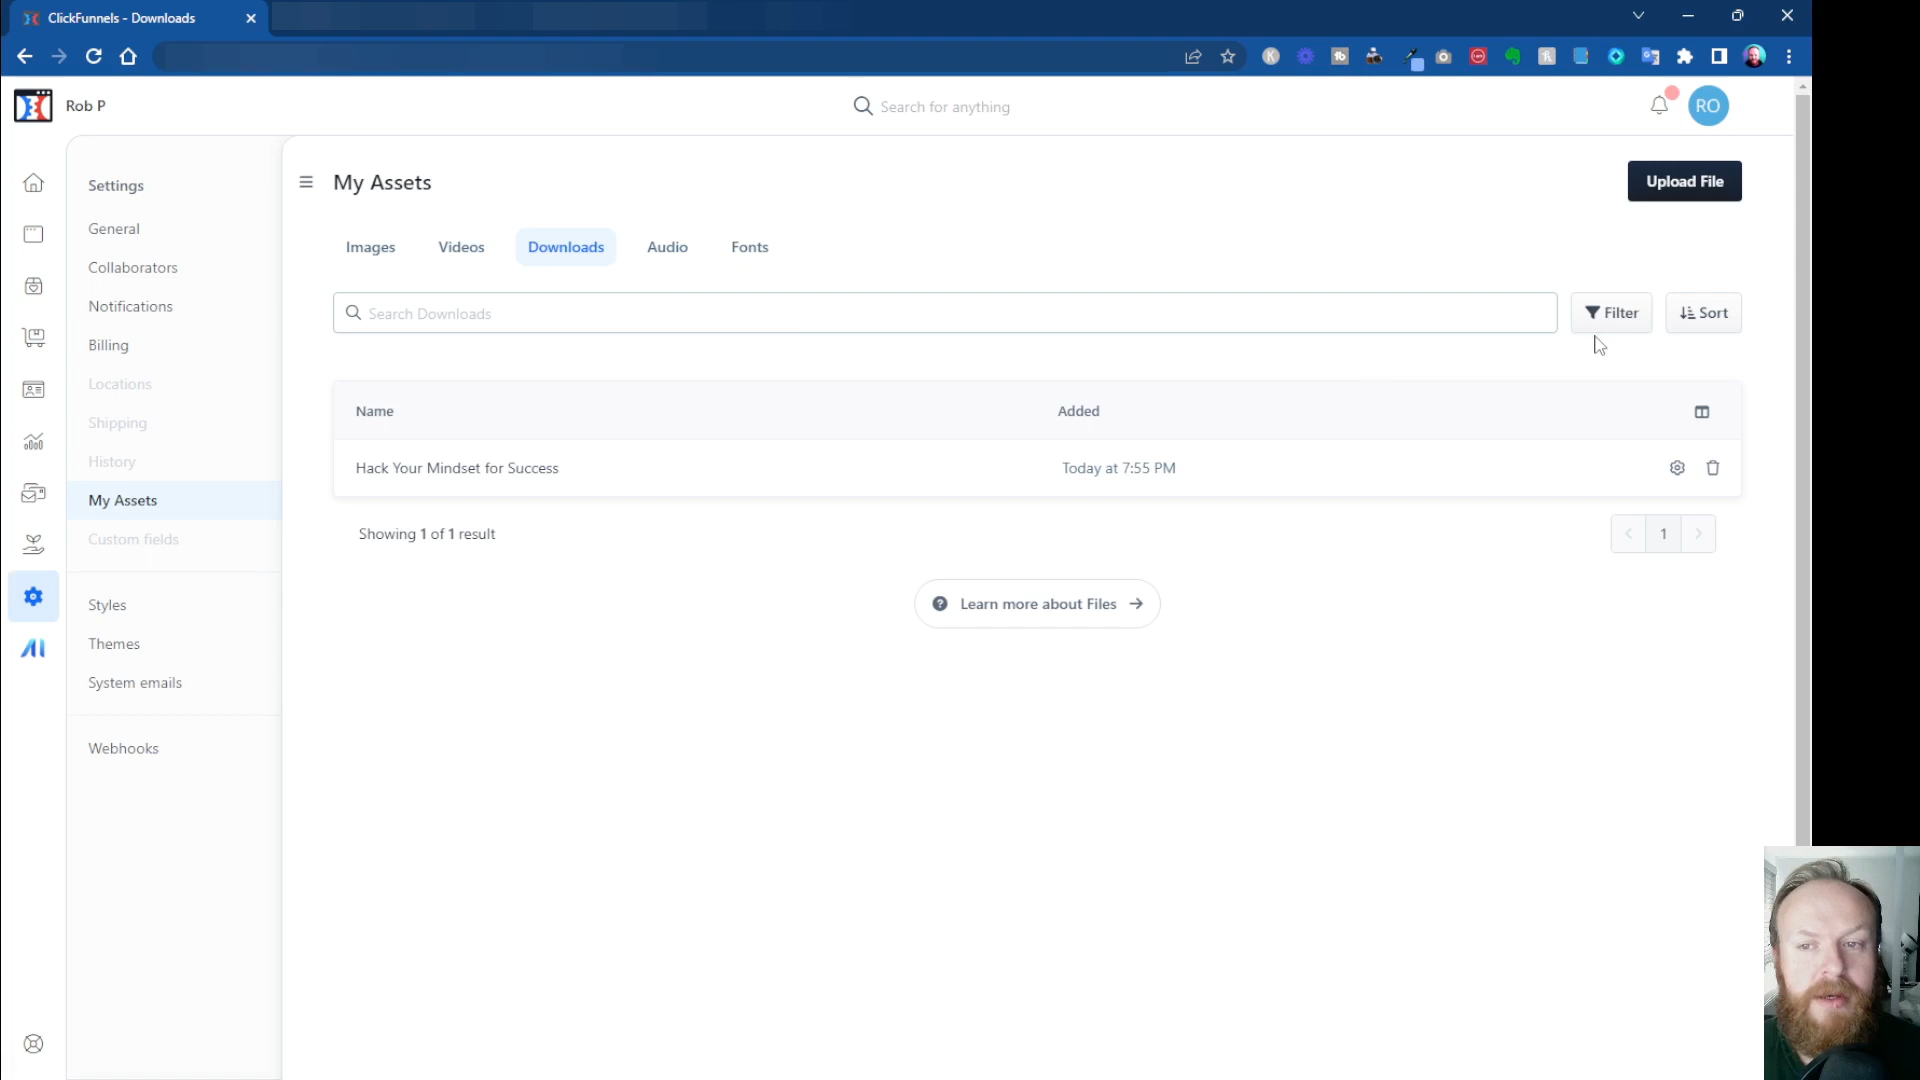 ClickFunnels - Downloads
Rob P
Search for anything
RO
Settings
General
Collaborators
Notifications
Billing
Locations
Shipping
History
My Assets
Custom fields
Styles
Themes
System emails
Webhooks
AI
My Assets
Upload File
Images
Videos
Downloads
Audio
Fonts
Search Downloads
Filter
Sort
Name
Added
Hack Your Mindset for Success
Today at 7:55 PM
Showing 1 of 1 result
1
Learn more about Files